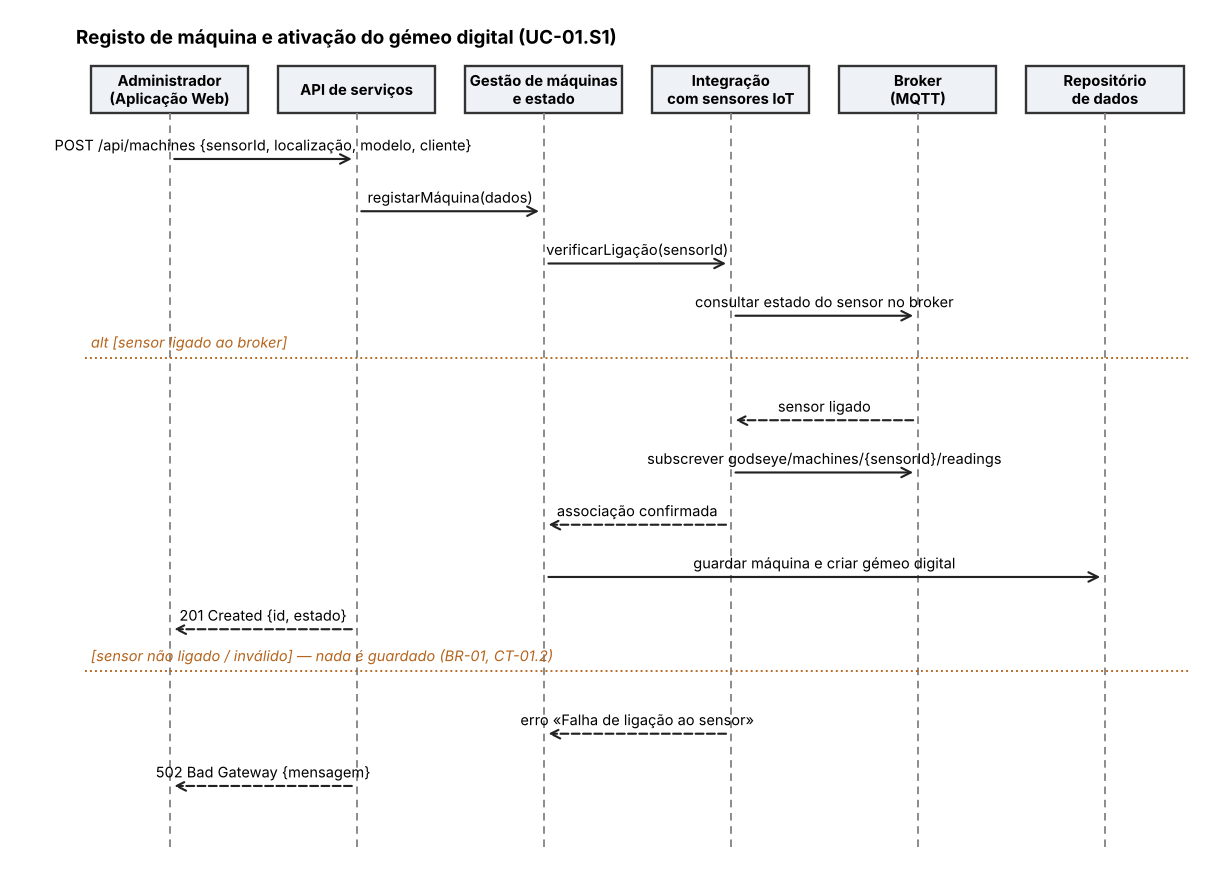 Registo de máquina e ativação do gémeo digital (UC-01.S1)
Administrador
(Aplicação Web)
API de serviços
Gestão de máquinas
e estado
Integração
com sensores IoT
Broker
(MQTT)
Repositório
de dados
POST /api/machines {sensorId, localização, modelo, cliente}
registarMáquina(dados)
verificarLigação(sensorId)
consultar estado do sensor no broker
alt [sensor ligado ao broker]
sensor ligado
subscrever godseye/machines/{sensorId}/readings
associação confirmada
guardar máquina e criar gémeo digital
201 Created {id, estado}
[sensor não ligado / inválido] — nada é guardado (BR-01, CT-01.2)
erro «Falha de ligação ao sensor»
502 Bad Gateway {mensagem}